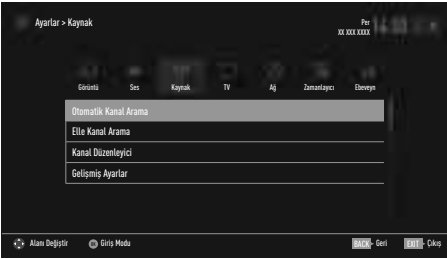 Ayarlar > Kaynak
Per
XX XXX XXXX
Görüntü Ses Kaynak TV Ağ Zamanlayıcı Ebeveyn
Otomatik Kanal Arama
Elle Kanal Arama
Kanal Düzenleyici
Gelişmiş Ayarlar
Alanı Değiştir OK Giriş Modu BACK Geri EXIT Çıkış